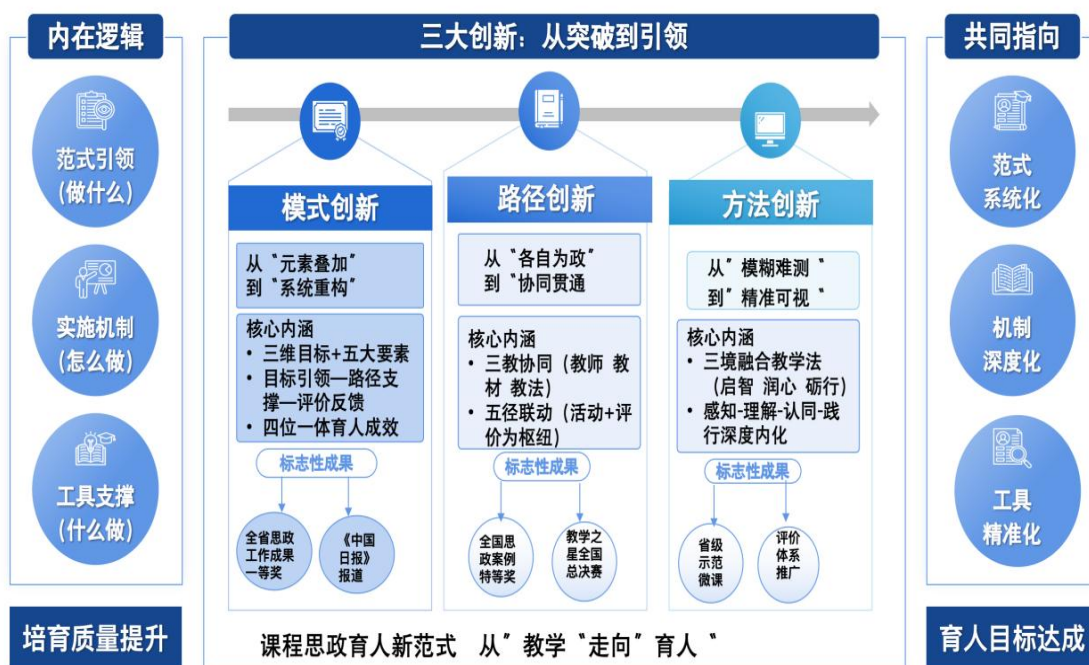 内在逻辑
范式引领
(做什么)
实施机制
(怎么做)
工具支撑
(什么做)
培育质量提升
三大创新：从突破到引领
模式创新
从“元素叠加”
到“系统重构”
核心内涵
• 三维目标+五大要素
• 目标引领—路径支
撑—评价反馈
• 四位一体育人成效
标志性成果
全省思政
工作成果
一等奖
《中国
日报》
报道
路径创新
从“各自为政”
到“协同贯通
核心内涵
• 三教协同（教师 教
材 教法）
• 五径联动（活动+评
价为枢纽）
标志性成果
全国思
政案例
特等奖
教学之
星全国
总决赛
方法创新
从”模糊难测“
到”精准可视“
核心内涵
• 三境融合教学法
（启智 润心 砺行）
• 感知-理解-认同-践
行深度内化
标志性成果
省级
示范
微课
评价
体系
推广
课程思政育人新范式 从”教学“走向”育人“
共同指向
范式
系统化
机制
深度化
工具
精准化
育人目标达成